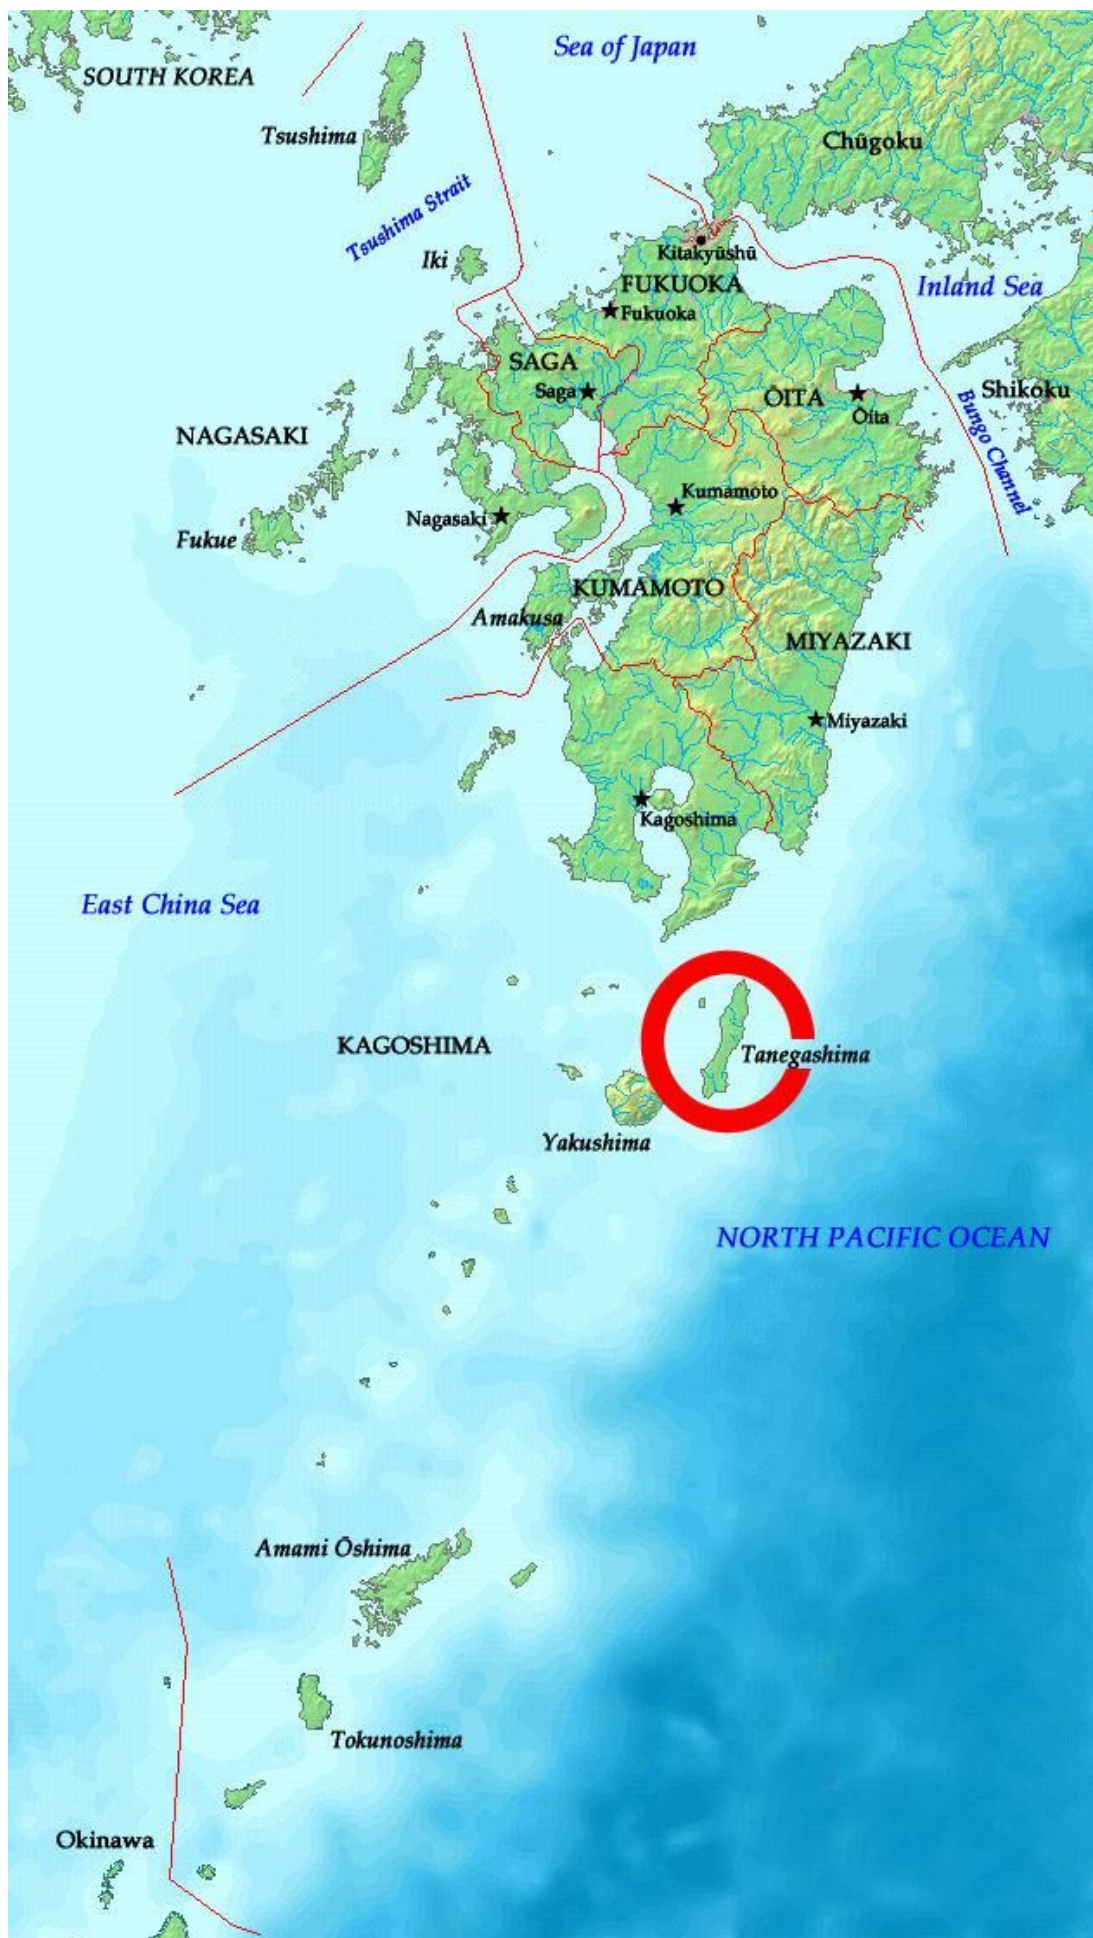 Sea of Japan
SOUTH KOREA
Tsushima
Chūgoku
Tsushima Strait
Iki
Kitakyūshū
FUKUOKA
Inland Sea
Fukuoka
SAGA
Saga
ŌITA
Shikoku
Ōita
Bungo Channel
NAGASAKI
Kumamoto
Nagasaki
Fukue
KUMAMOTO
Amakusa
MIYAZAKI
Miyazaki
Kagoshima
East China Sea
KAGOSHIMA
Tanegashima
Yakushima
NORTH PACIFIC OCEAN
Amami Ōshima
Tokunoshima
Okinawa